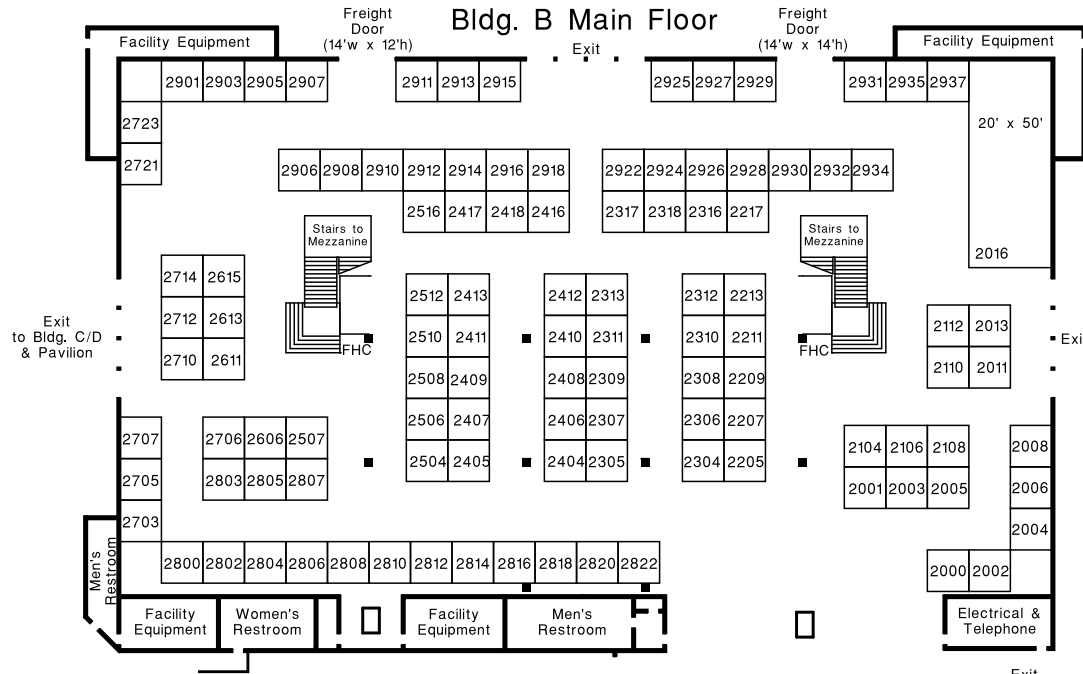 Bldg. B Main Floor
Freight
Door
(14'w x 12'h)
Exit
Freight
Door
(14'w x 14'h)
Facility Equipment
Facility Equipment
2901 2903 2905 2907
2911 2913 2915
2925 2927 2929
2931 2935 2937
2723
2721
20' x 50'
2016
2906 2908 2910 2912 2914 2916 2918
2922 2924 2926 2928 2930 2932 2934
2516 2417 2418 2416
2317 2318 2316 2217
Stairs to
Mezzanine
Stairs to
Mezzanine
2714 2615
2712 2613
2710 2611
FHC
FHC
2512 2413
2510 2411
2508 2409
2506 2407
2504 2405
2412 2313
2410 2311
2408 2309
2406 2307
2404 2305
2312 2213
2310 2211
2308 2209
2306 2207
2304 2205
2112 2013
2110 2011
Exit
to Bldg. C/D
& Pavilion
Exi
2707
2705
2703
2706 2606 2507
2803 2805 2807
2104 2106 2108
2001 2003 2005
2008
2006
2004
2000 2002
2800 2802 2804 2806 2808 2810 2812 2814 2816 2818 2820 2822
Men's
Restroom
Facility
Equipment
Women's
Restroom
Facility
Equipment
Men's
Restroom
Electrical &
Telephone
Exit